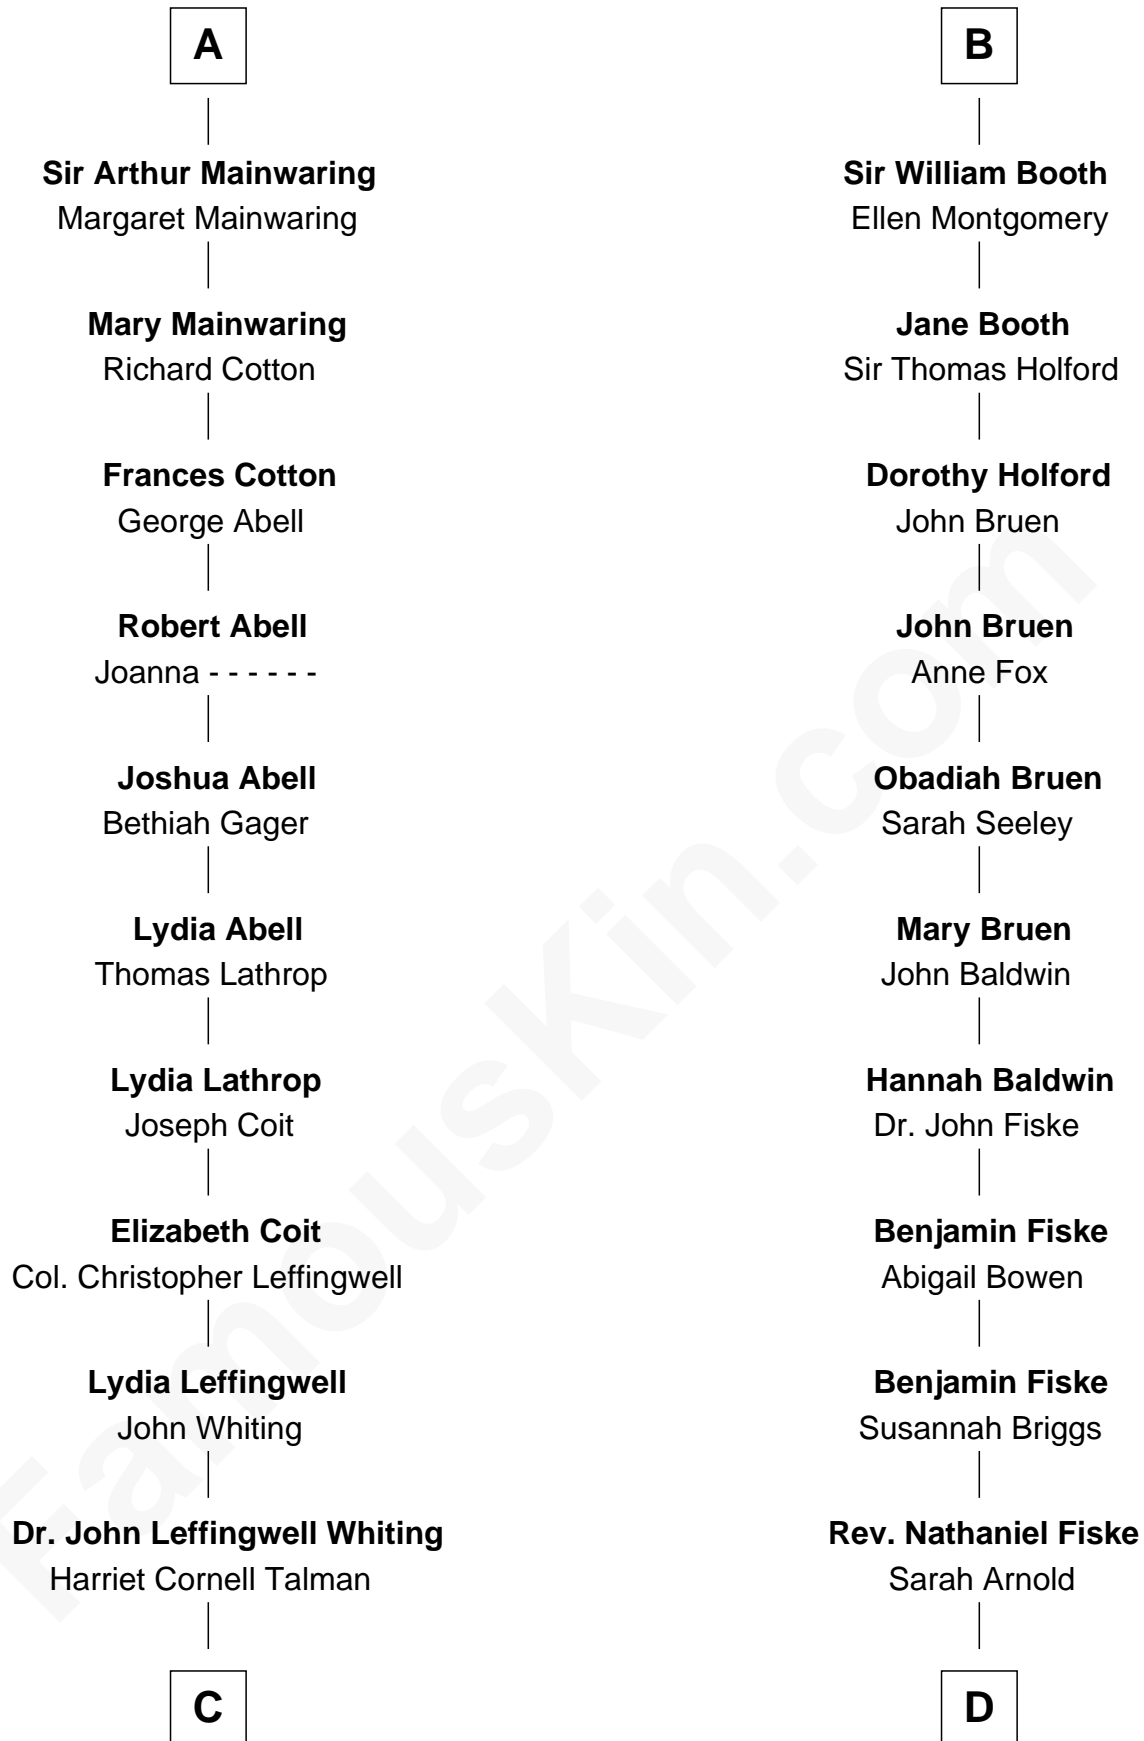 A
Sir Arthur Mainwaring
Margaret Mainwaring
Mary Mainwaring
Richard Cotton
Frances Cotton
George Abell
Robert Abell
Joanna - - - - - -
Joshua Abell
Bethiah Gager
Lydia Abell
Thomas Lathrop
Lydia Lathrop
Joseph Coit
Elizabeth Coit
Col. Christopher Leffingwell
Lydia Leffingwell
John Whiting
Dr. John Leffingwell Whiting
Harriet Cornell Talman
C
B
Sir William Booth
Ellen Montgomery
Jane Booth
Sir Thomas Holford
Dorothy Holford
John Bruen
John Bruen
Anne Fox
Obadiah Bruen
Sarah Seeley
Mary Bruen
John Baldwin
Hannah Baldwin
Dr. John Fiske
Benjamin Fiske
Abigail Bowen
Benjamin Fiske
Susannah Briggs
Rev. Nathaniel Fiske
Sarah Arnold
D
FamousKin.com